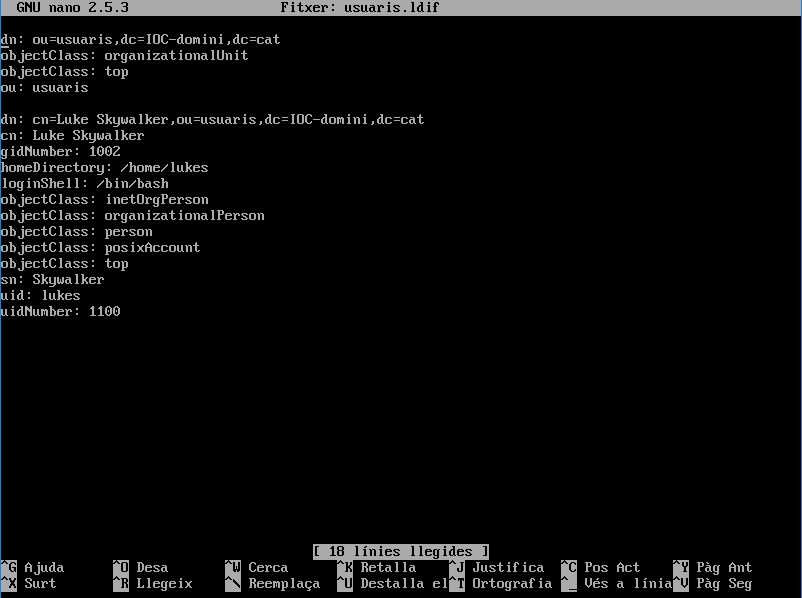 GNU nano 2.5.3 Fitxer: usuaris.ldif
dn: ou=usuaris,dc=IOC-domini,dc=cat
objectClass: organizationalUnit
objectClass: top
ou: usuaris
dn: cn=Luke Skywalker,ou=usuaris,dc=IOC-domini,dc=cat
cn: Luke Skywalker
gidNumber: 1002
homeDirectory: /home/lukes
loginShell: /bin/bash
objectClass: inetOrgPerson
objectClass: organizationalPerson
objectClass: person
objectClass: posixAccount
objectClass: top
sn: Skywalker
uid: lukes
uidNumber: 1100
[ 18 línies llegides ]
^G Ajuda ^O Desa ^W Cerca ^K Retalla ^J Justifica ^C Pos Act ^Y Pàg Ant
^X Surt ^R Llegeix ^\ Reemplaça ^U Destalla el^T Ortografia ^_ Vés a línia^V Pàg Seg